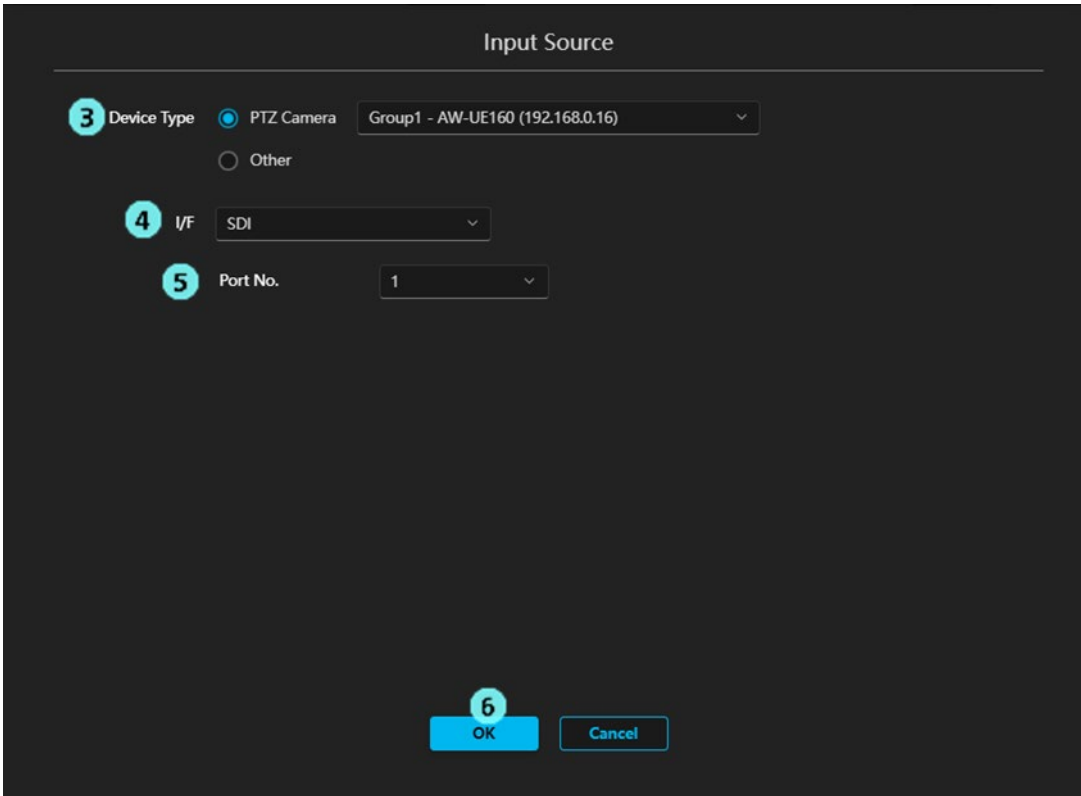 Input Source
3 Device Type PTZ Camera Group1 - AW-UE160 (192.168.0.16)
Other
4 I/F SDI
5 Port No. 1
6
OK Cancel